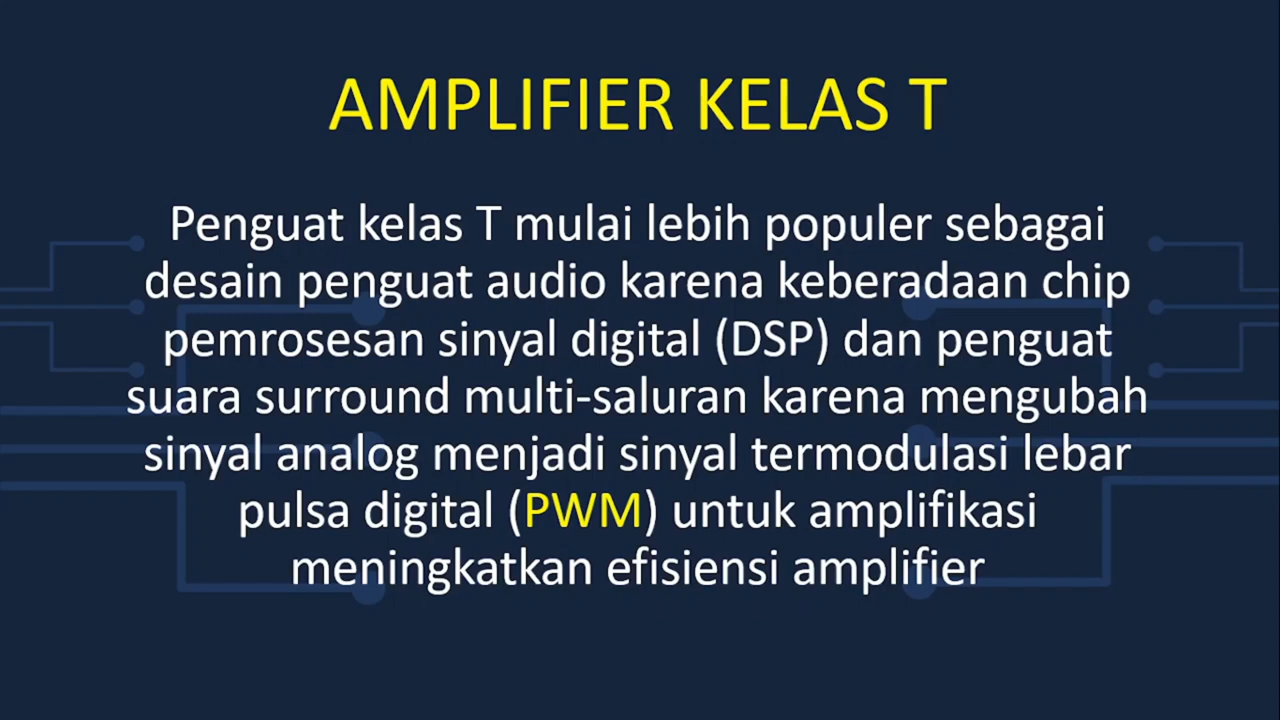 AMPLIFIER KELAS T
Penguat kelas T mulai lebih populer sebagai
desain penguat audio karena keberadaan chip
pemrosesan sinyal digital (DSP) dan penguat
suara surround multi-saluran karena mengubah
sinyal analog menjadi sinyal termodulasi lebar
pulsa digital (PWM) untuk amplifikasi
meningkatkan efisiensi amplifier